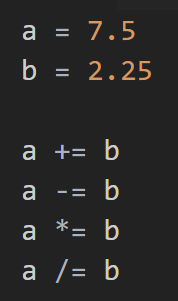 a = 7.5
b = 2.25
a += b
a -= b
a *= b
a /= b